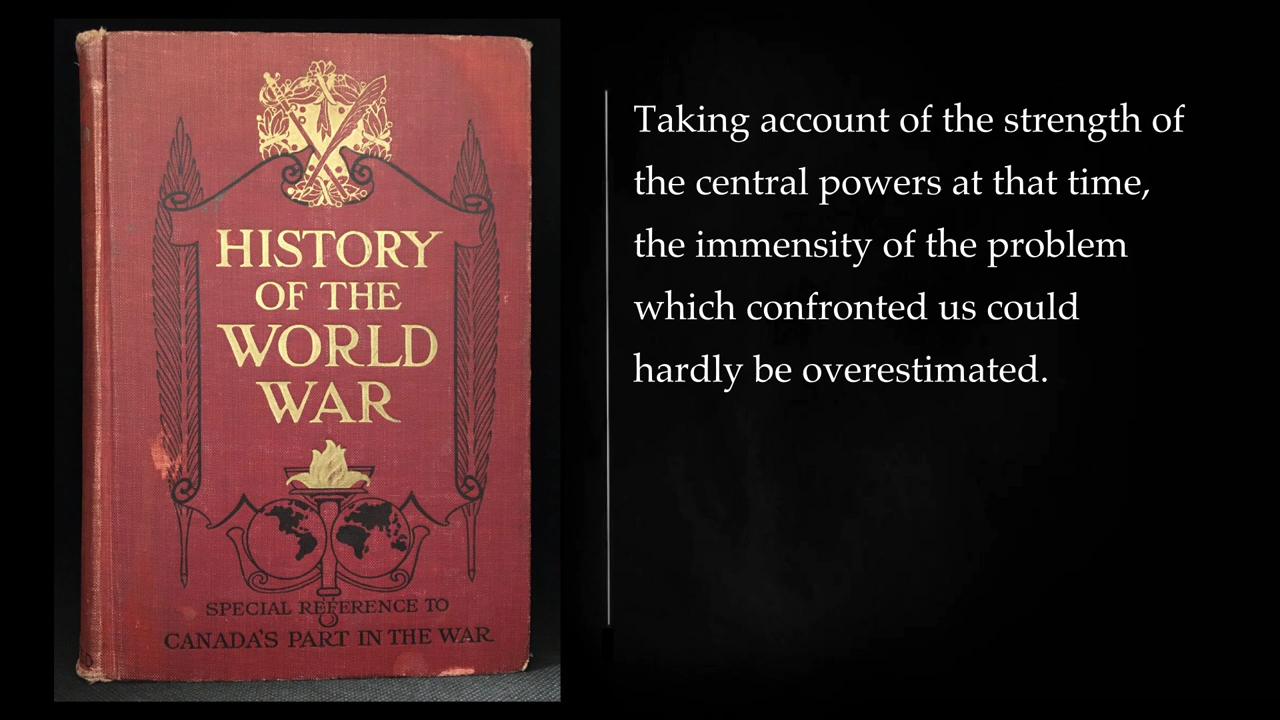 HISTORY
OF THE
WORLD
WAR
SPECIAL REFERENCE TO
CANADA'S PART IN THE WAR
Taking account of the strength of
the central powers at that time,
the immensity of the problem
which confronted us could
hardly be overestimated.